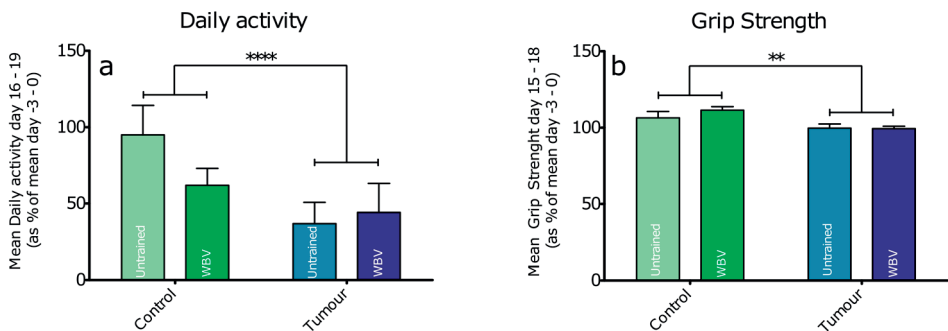 Daily activity
Mean Daily activity day 16 - 19
(as % of mean day -3 - 0)
150
100
50
0
a
****
Untrained
WBV
Untrained
WBV
Control
Tumour
Grip Strength
Mean Grip Strenght day 15 - 18
(as % of mean day -3 - 0)
150
100
50
0
b
**
Untrained
WBV
Untrained
WBV
Control
Tumour